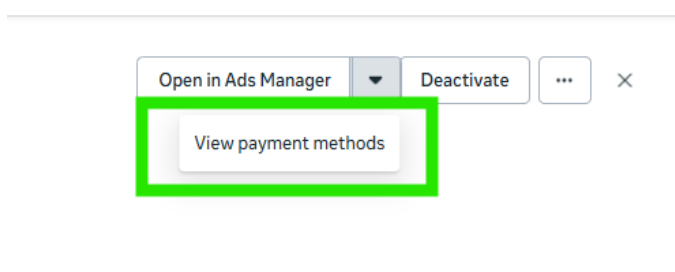 Open in Ads Manager Deactivate ...
View payment methods